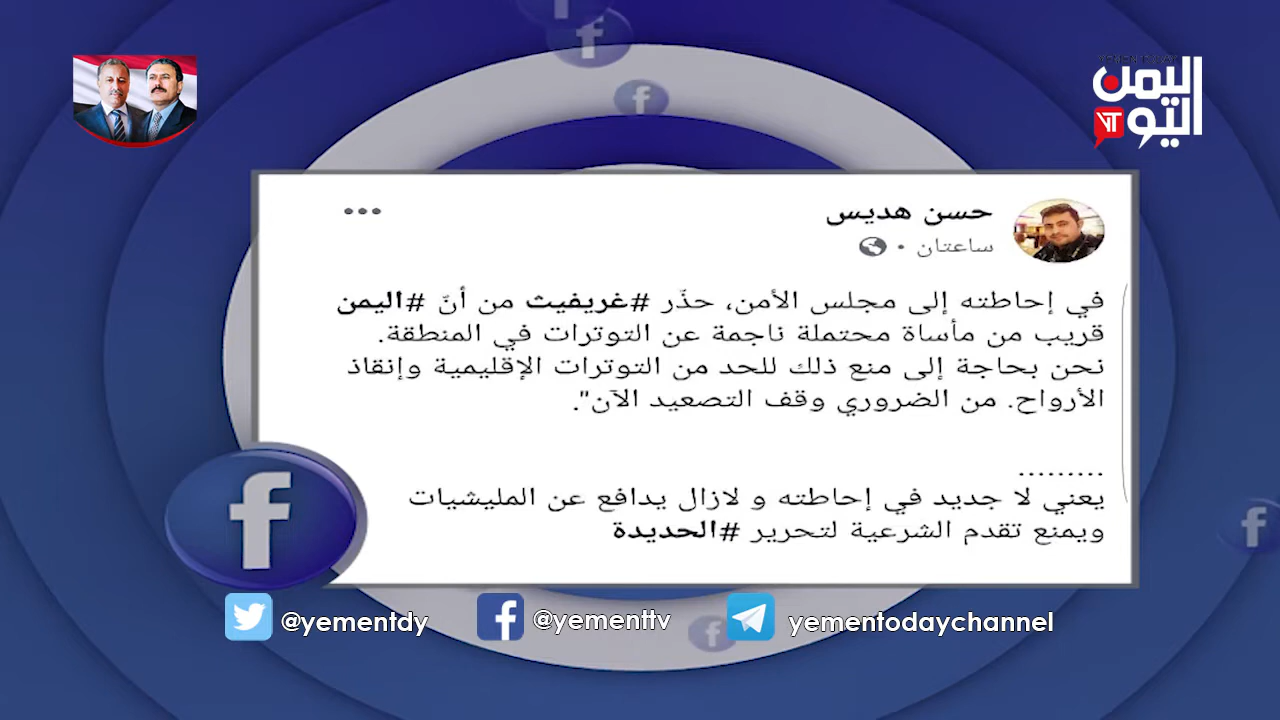 YEMEN TODAY
اليمن
اليوم
YT
حسن هديس
ساعتان
في إحاطته إلى مجلس الأمن، حذّر #غريفيث من أنّ #اليمن
قريب من مأساة محتملة ناجمة عن التوترات في المنطقة.
نحن بحاجة إلى منع ذلك للحد من التوترات الإقليمية وإنقاذ
الأرواح. من الضروري وقف التصعيد الآن".
.........
يعني لا جديد في إحاطته و لازال يدافع عن المليشيات
ويمنع تقدم الشرعية لتحرير #الحديدة
@yementdy
@yementtv
yementodaychannel